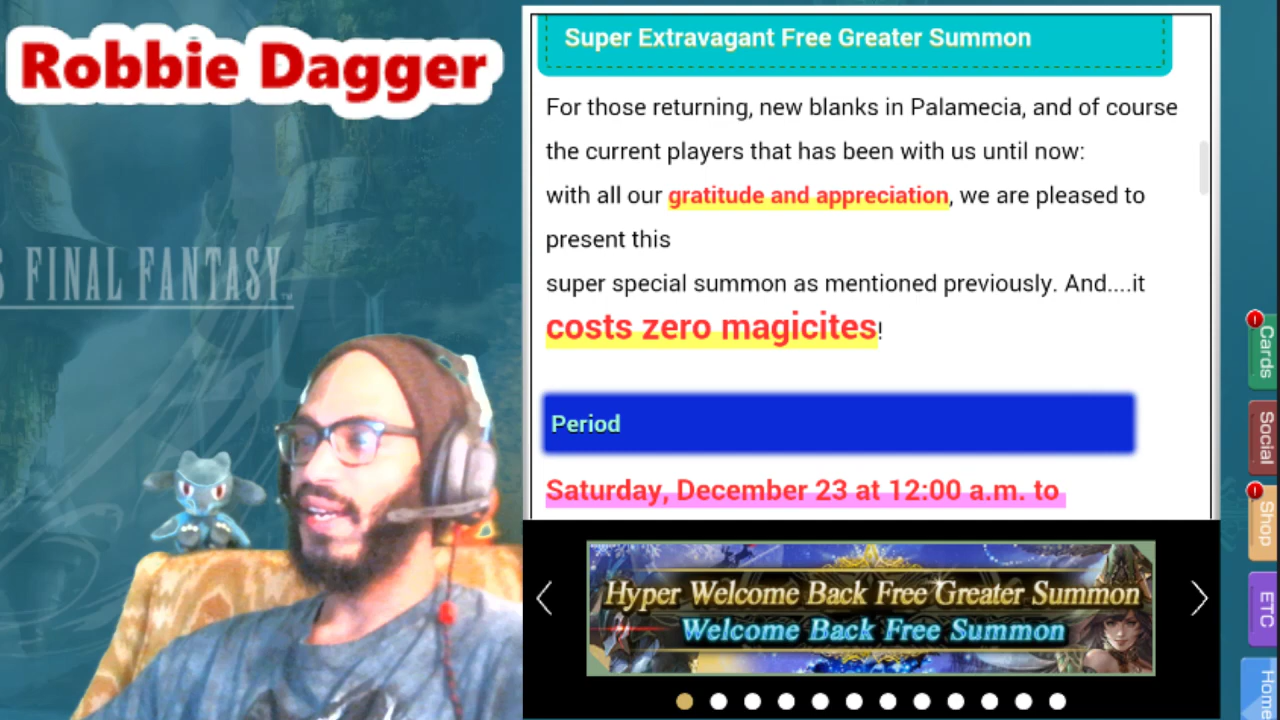 Robbie Dagger
S FINAL FANTASY™
Super Extravagant Free Greater Summon
For those returning, new blanks in Palamecia, and of course
the current players that has been with us until now:
with all our gratitude and appreciation, we are pleased to
present this
super special summon as mentioned previously. And....it
costs zero magicites!
Period
Saturday, December 23 at 12:00 a.m. to
Hyper Welcome Back Free Greater Summon
Welcome Back Free Summon
Cards
Social
Shop
ETC
Home